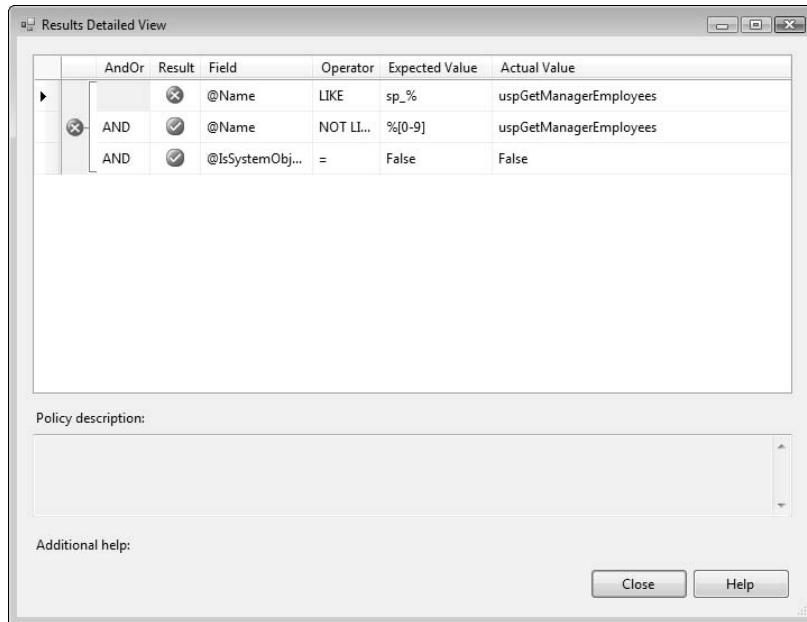 Results Detailed View
AndOr Result Field Operator Expected Value Actual Value
@Name LIKE sp_% uspGetManagerEmployees
AND @Name NOT LI... %[0-9] uspGetManagerEmployees
AND @IsSystemObj... = False False
Policy description:
Additional help:
Close Help